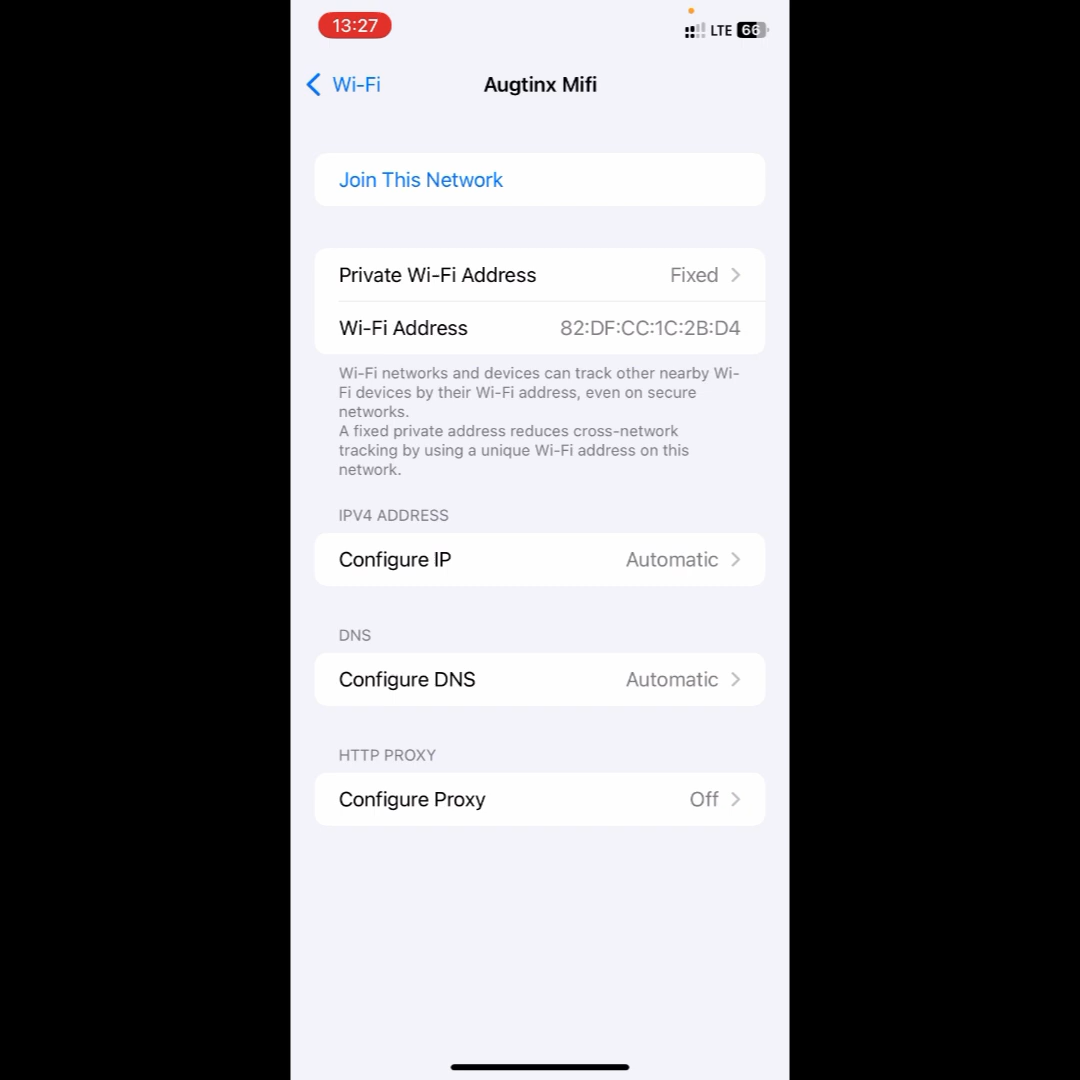 13:27
LTE 66
Wi-Fi
Augtinx Mifi
Join This Network
Private Wi-Fi Address Fixed
Wi-Fi Address 82:DF:CC:1C:2B:D4
Wi-Fi networks and devices can track other nearby Wi-
Fi devices by their Wi-Fi address, even on secure
networks.
A fixed private address reduces cross-network
tracking by using a unique Wi-Fi address on this
network.
IPV4 ADDRESS
Configure IP Automatic
DNS
Configure DNS Automatic
HTTP PROXY
Configure Proxy Off